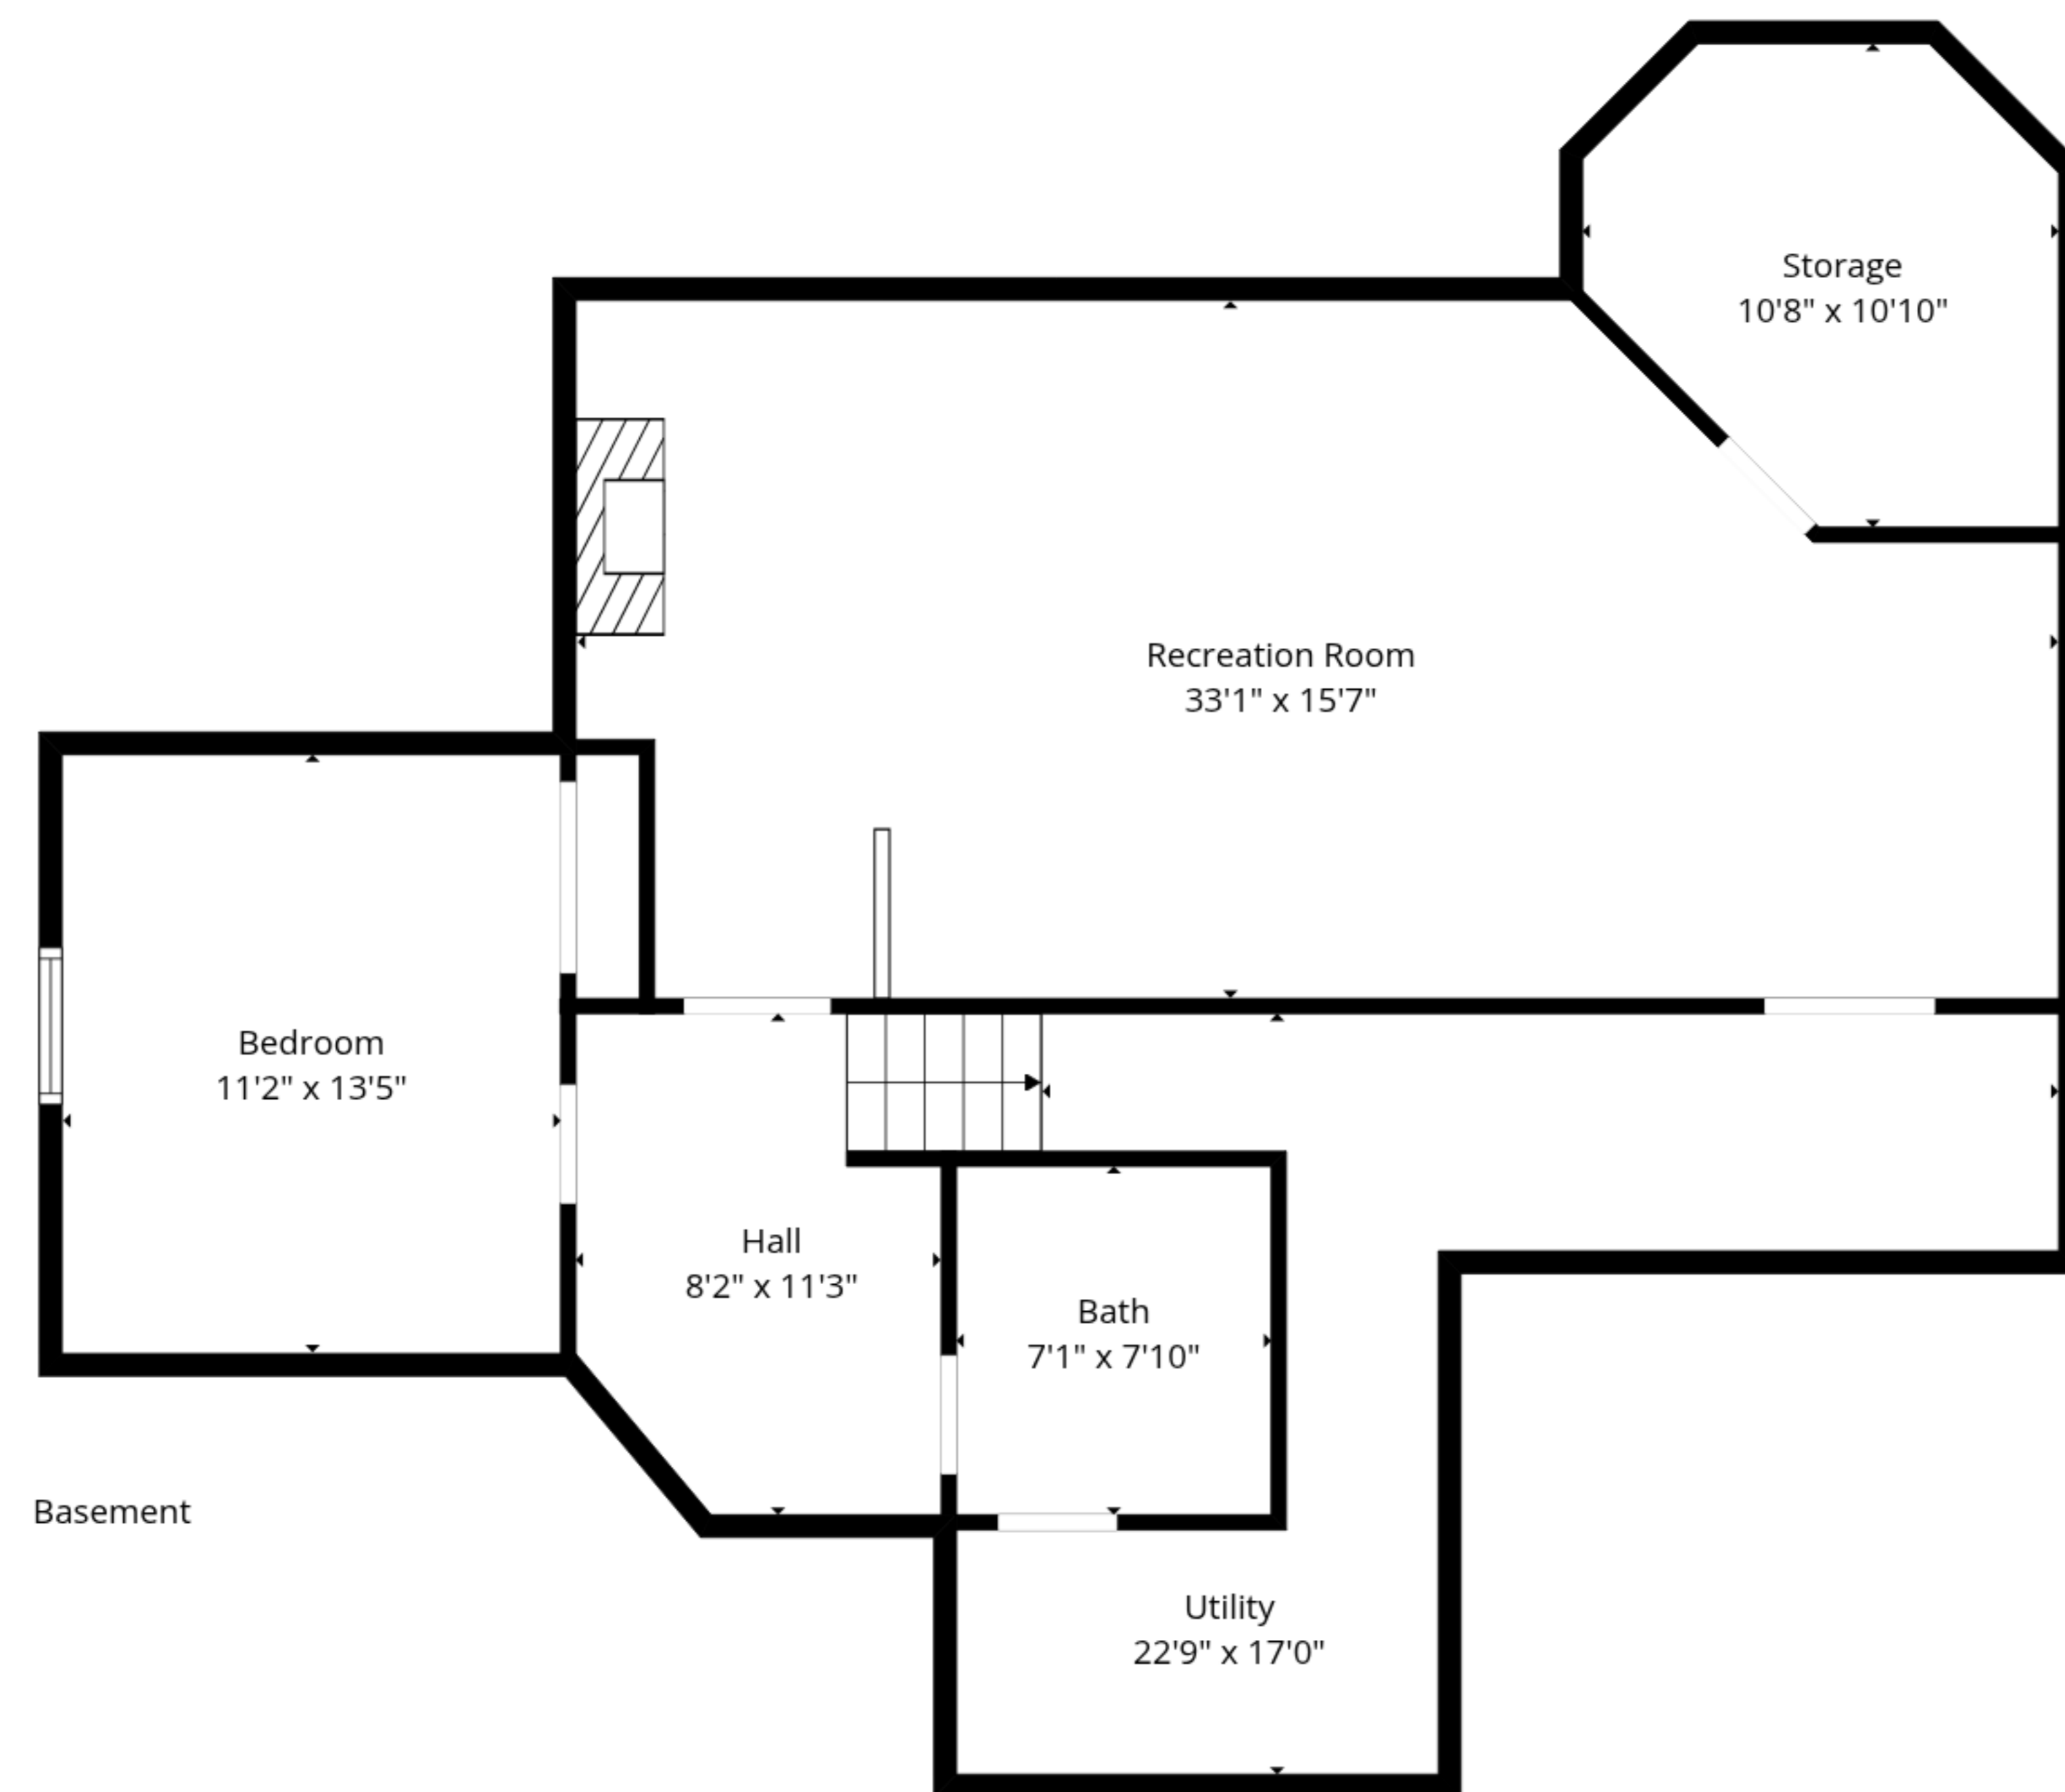 Storage
10'8" x 10'10"
Recreation Room
33'1" x 15'7"
Bedroom
11'2" x 13'5"
Hall
8'2" x 11'3"
Bath
7'1" x 7'10"
Basement
Utility
22'9" x 17'0"